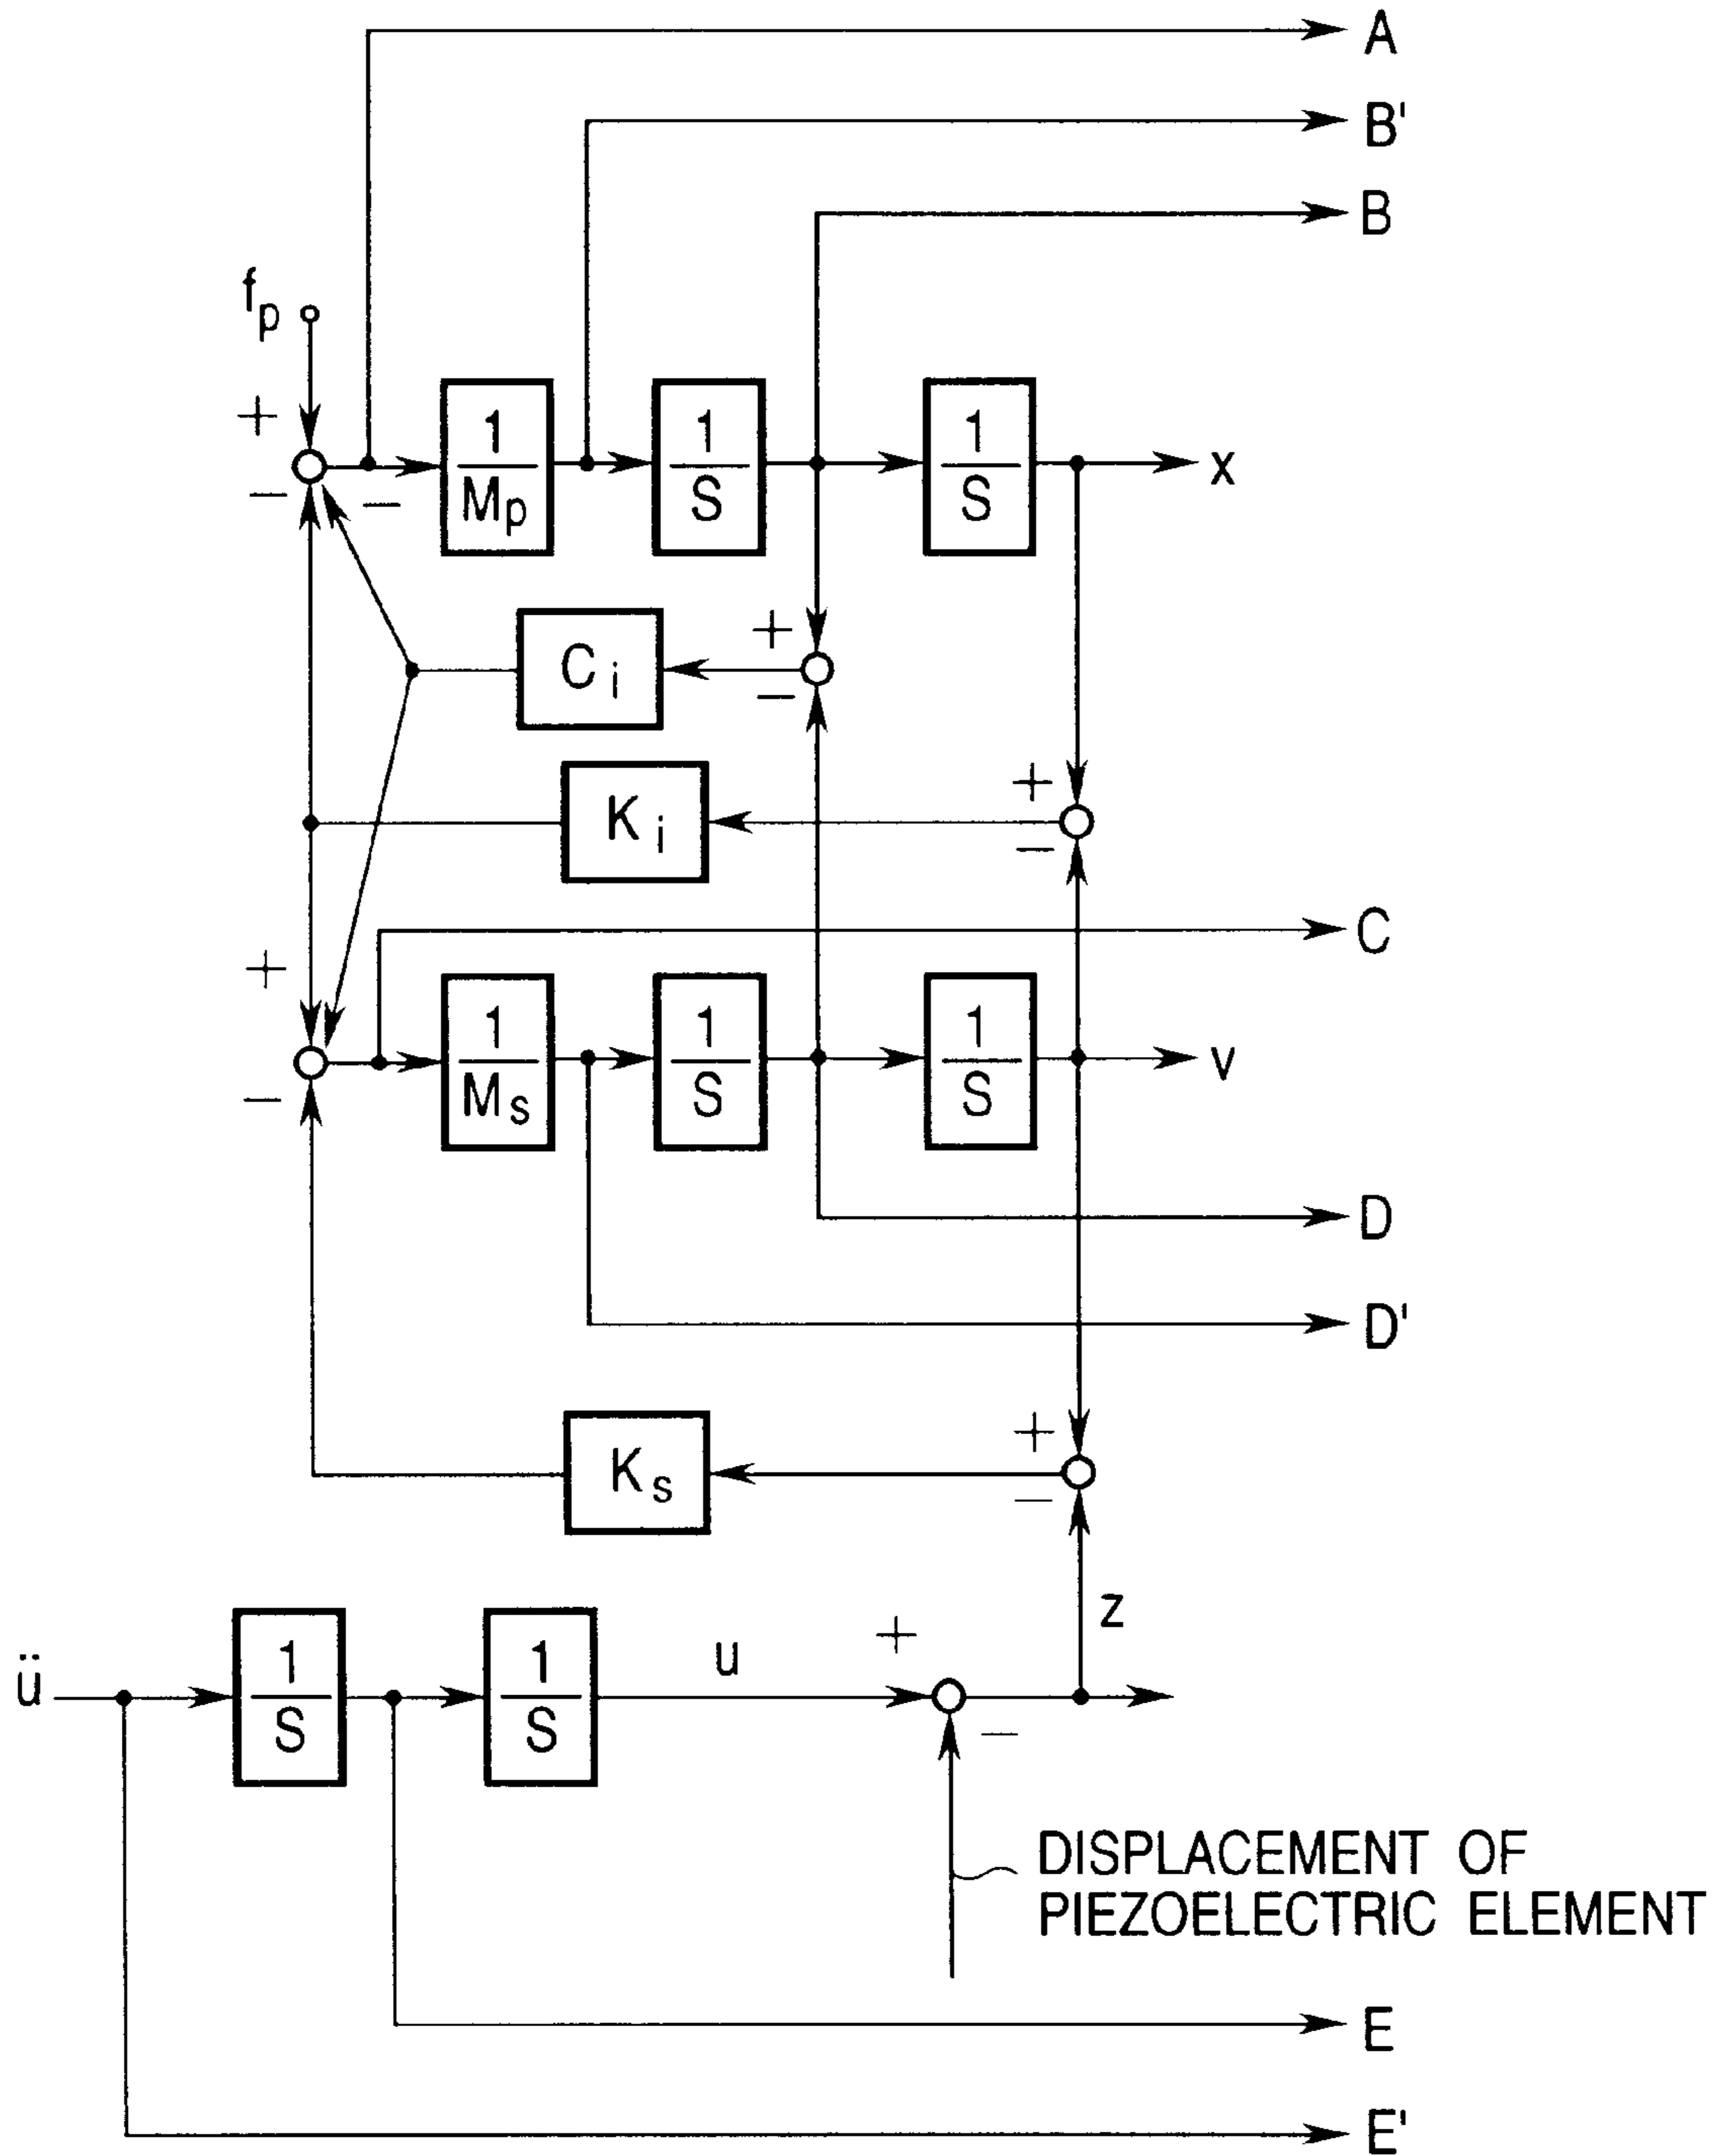 A
B'
B
fp
+
−
−
1
Mp
1
S
1
S
x
+
Ci
−
+
Ki
−
C
+
1
Ms
1
S
1
S
v
−
D
D'
+
Ks
−
z
ü
1
S
1
S
u
+
−
DISPLACEMENT OF
PIEZOELECTRIC ELEMENT
E
E'